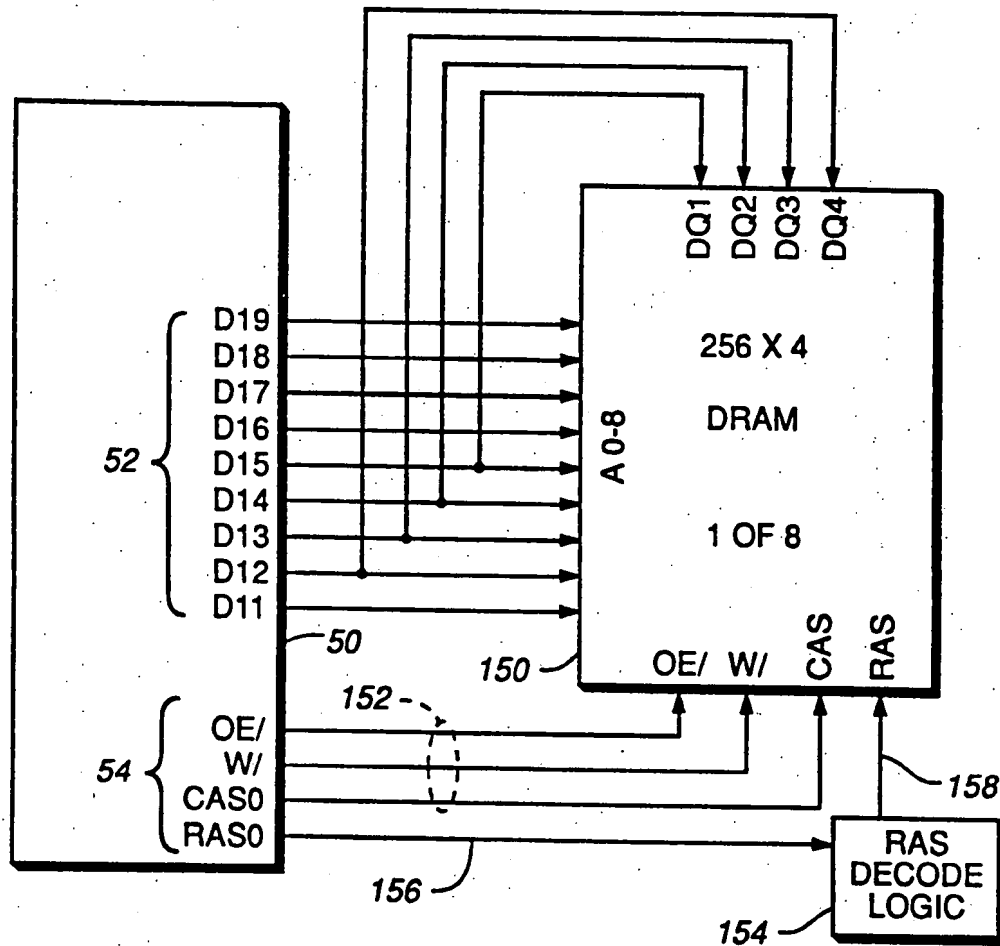 DQ1
DQ2
DQ3
DQ4
D19
D18
D17
D16
D15
D14
D13
D12
D11
52
A 0-8
256 X 4
DRAM
1 OF 8
50
150
OE/
W/
CAS
RAS
152
54
OE/
W/
CAS0
RAS0
156
158
RAS
DECODE
LOGIC
154